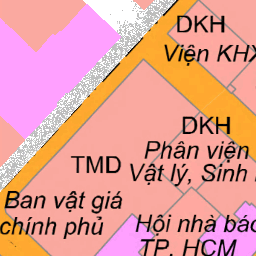 DKH
Viện KHX
DKH
Phân viện
TMD
Vật lý, Sinh
Ban vật giá
chính phủ
Hội nhà báo
TP. HCM